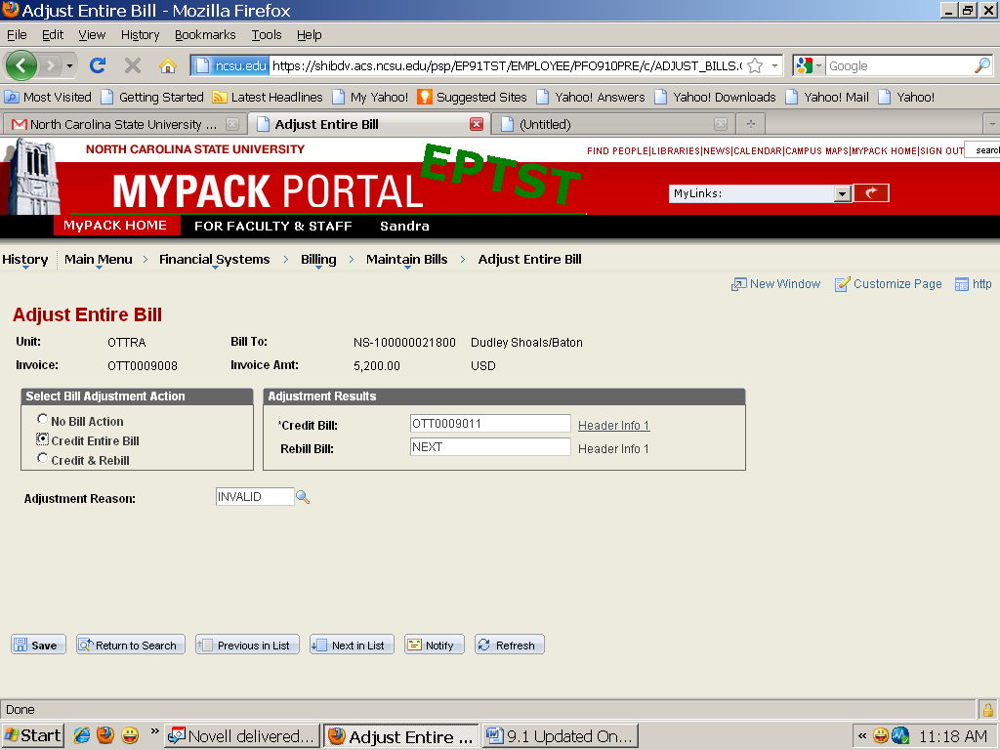 Adjust Entire Bill - Mozilla Firefox
File Edit View History Bookmarks Tools Help
ncsu.edu https://shibdv.acs.ncsu.edu/psp/EP91TST/EMPLOYEE/PFO910PRE/c/ADJUST_BILLS. Google
Most Visited Getting Started Latest Headlines My Yahoo! Suggested Sites Yahoo! Answers Yahoo! Downloads Yahoo! Mail Yahoo!
North Carolina State University ... Adjust Entire Bill (Untitled)
NORTH CAROLINA STATE UNIVERSITY
FIND PEOPLE|LIBRARIES|NEWS|CALENDAR|CAMPUS MAPS|MYPACK HOME|SIGN OUT searc
MYPACK PORTAL EPTST
MyLinks:
MyPACK HOME FOR FACULTY & STAFF Sandra
History Main Menu > Financial Systems > Billing > Maintain Bills > Adjust Entire Bill
New Window Customize Page http
Adjust Entire Bill
Unit: OTTRA Bill To: NS-100000021800 Dudley Shoals/Baton
Invoice: OTT0009008 Invoice Amt: 5,200.00 USD
Select Bill Adjustment Action
No Bill Action
Credit Entire Bill
Credit & Rebill
Adjustment Results
*Credit Bill: OTT0009011 Header Info 1
Rebill Bill: NEXT Header Info 1
Adjustment Reason: INVALID
Save Return to Search Previous in List Next in List Notify Refresh
Done
Start » Novell delivered... Adjust Entire ... 9.1 Updated On... « 11:18 AM